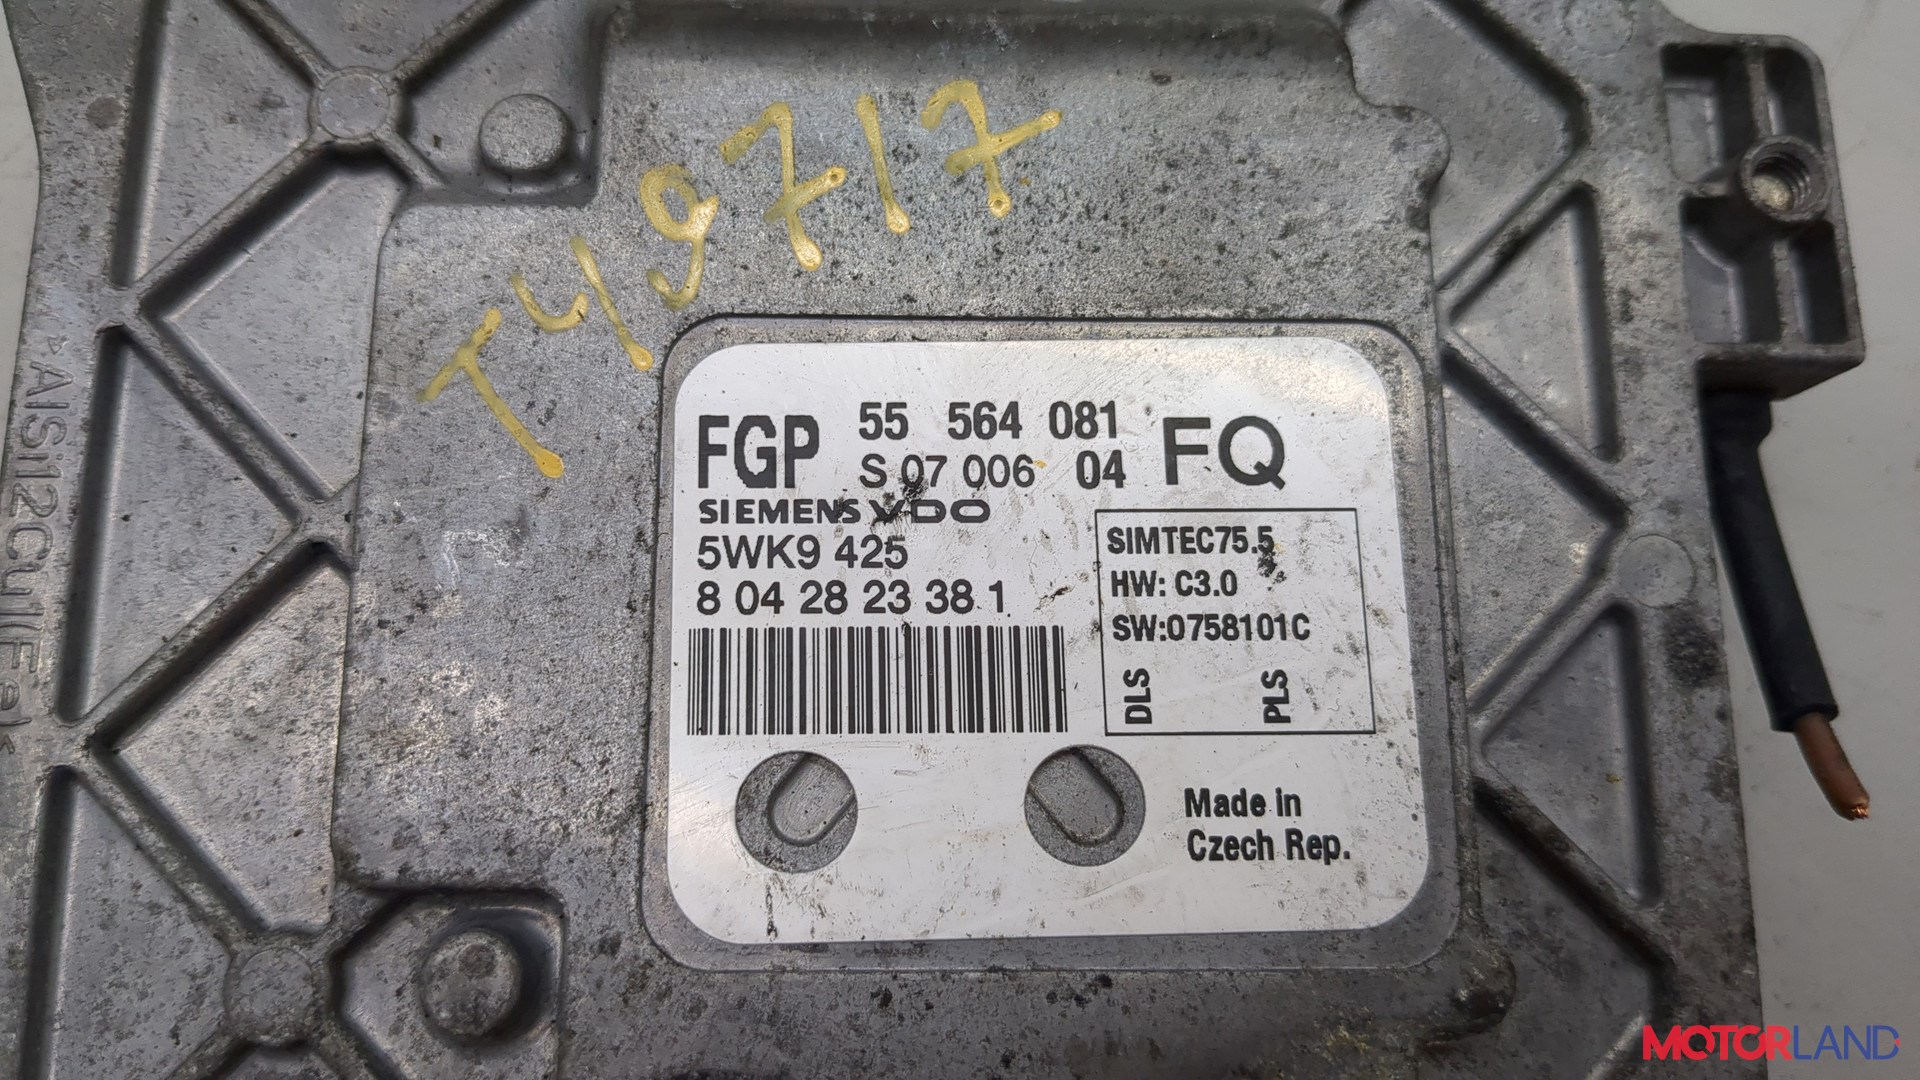 T49717
FGP 55 564 081 FQ
S 07 006 04
SIEMENS VDO
5WK9 425
8 04 28 23 38 1
SIMTEC75.5
HW: C3.0
SW:0758101C
DLS PLS
Made in
Czech Rep.
>AlSi12Cu1(Fe)<
MOTORLAND